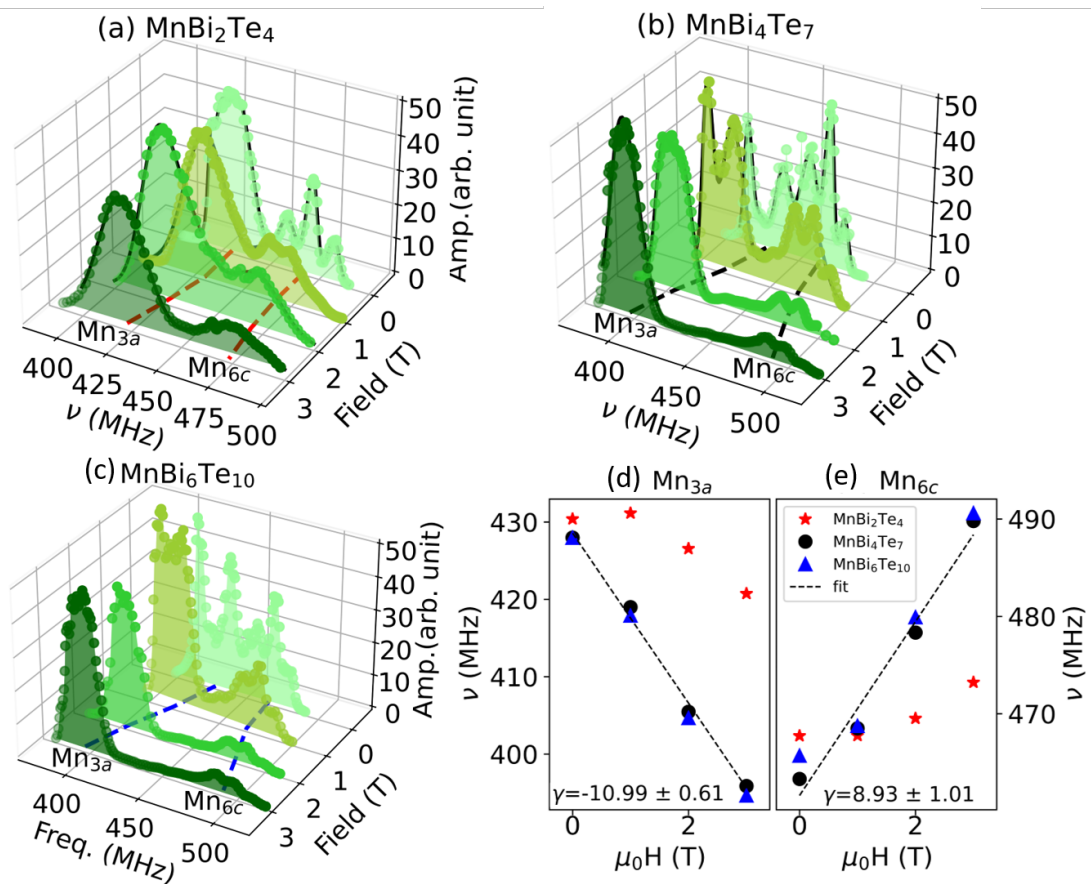 (a) MnBi₂Te₄
50
40
30
20
10
0
Amp.(arb. unit)
Mn₃ₐ
Mn₆c
400
425
450
475
500
ν (MHz)
0
1
2
3
Field (T)
(b) MnBi₄Te₇
50
40
30
20
10
0
Mn₃ₐ
Mn₆c
400
450
500
ν (MHz)
0
1
2
3
Field (T)
(c) MnBi₆Te₁₀
50
40
30
20
10
0
Amp.(arb. unit)
Mn₃ₐ
Mn₆c
400
450
500
Freq. (MHz)
0
1
2
3
Field (T)
(d) Mn₃ₐ
430
420
410
400
ν (MHz)
γ=-10.99 ± 0.61
0 2
μ₀H (T)
(e) Mn₆c
MnBi₂Te₄
MnBi₄Te₇
MnBi₆Te₁₀
fit
490
480
470
ν (MHz)
γ=8.93 ± 1.01
0 2
μ₀H (T)